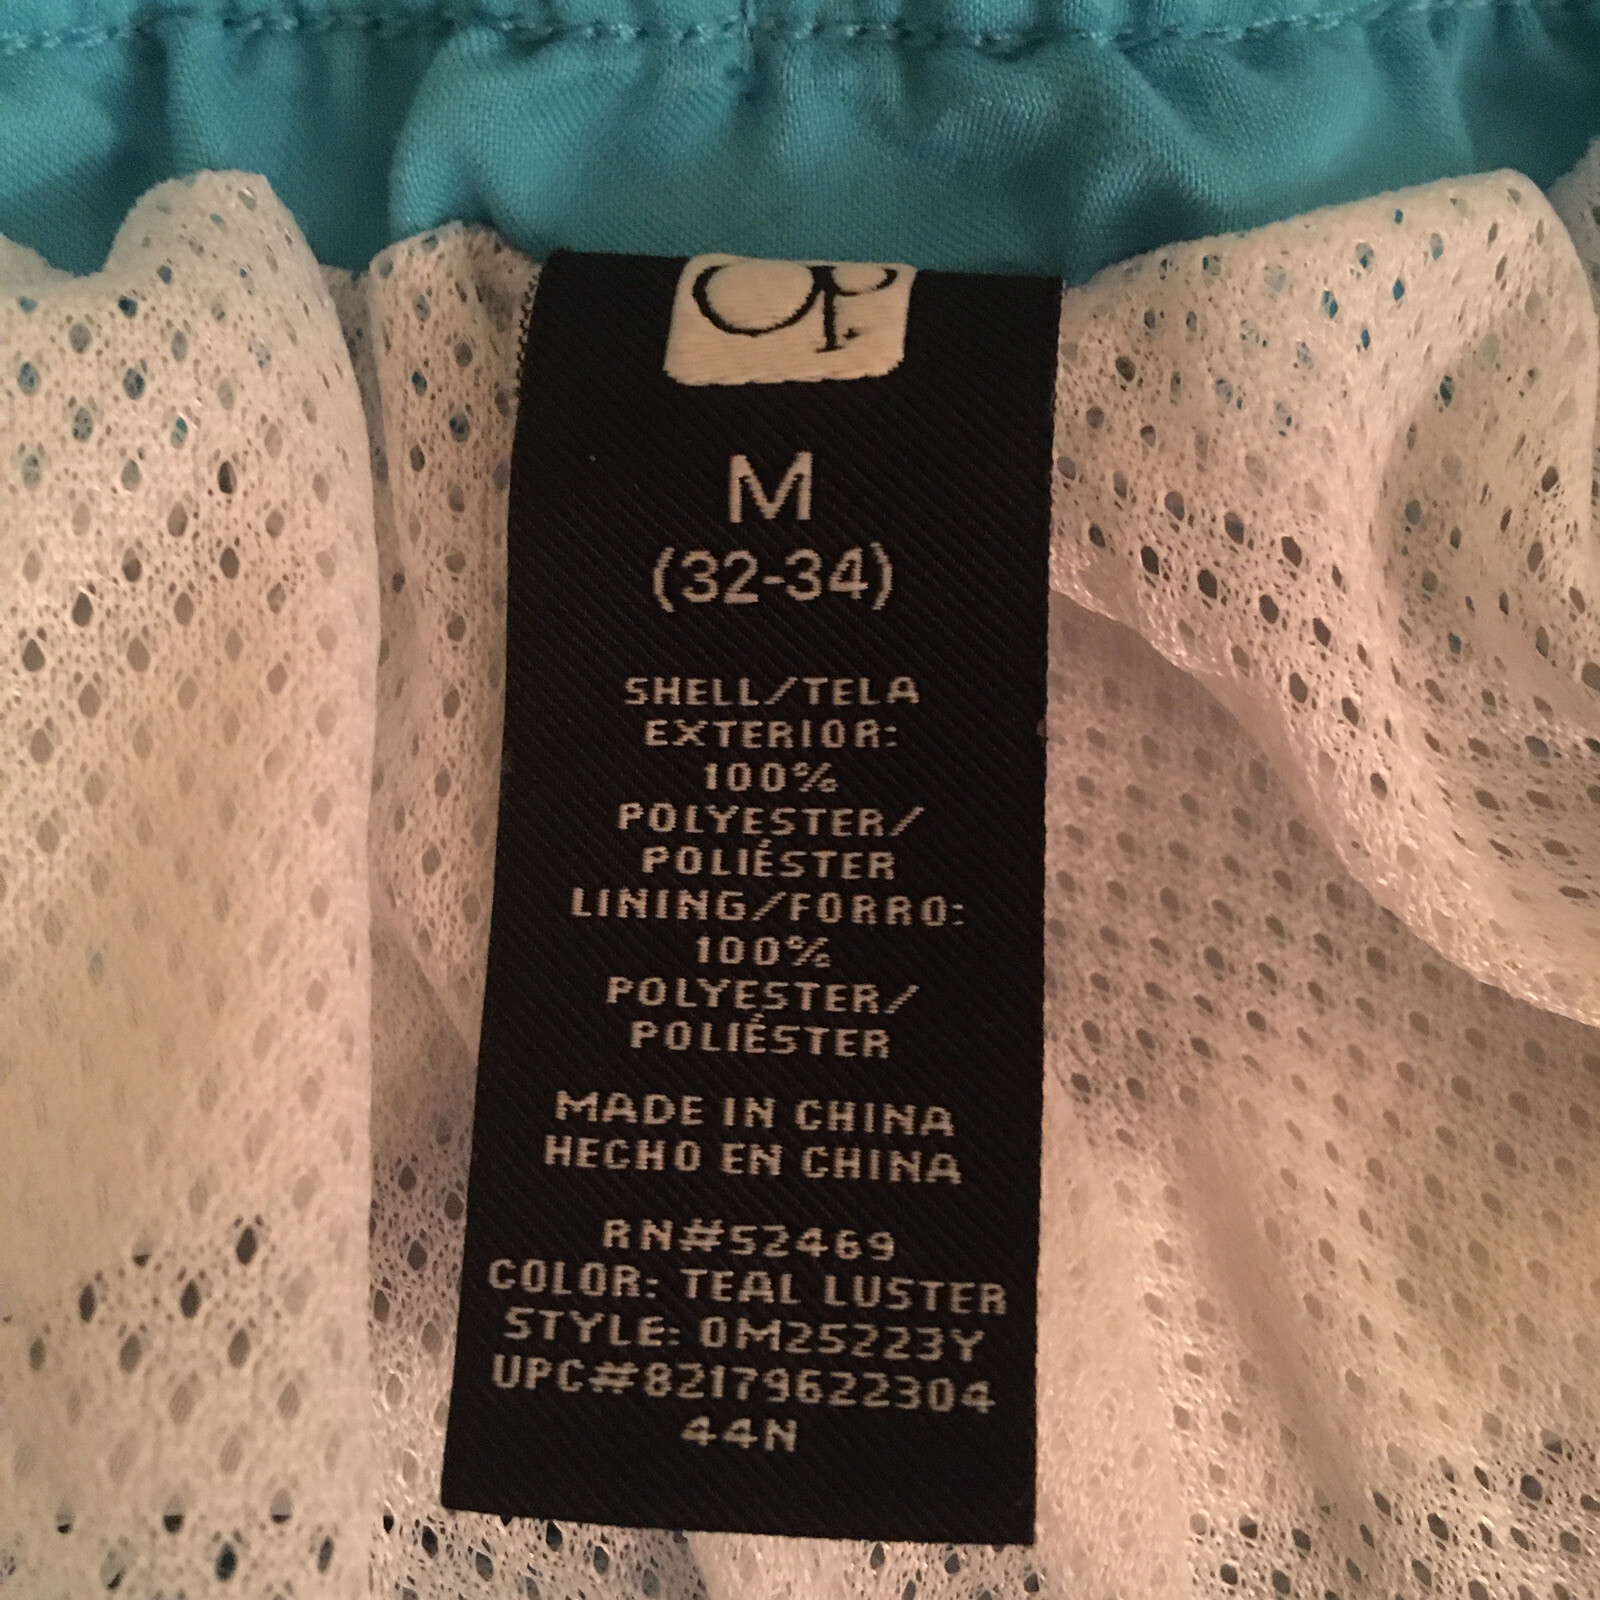 Op.
M
(32-34)
SHELL/TELA
EXTERIOR:
100%
POLYESTER/
POLIÉSTER
LINING/FORRO:
100%
POLYESTER/
POLIÉSTER
MADE IN CHINA
HECHO EN CHINA
RN#52469
COLOR: TEAL LUSTER
STYLE: 0M25223Y
UPC#82179622304
44N